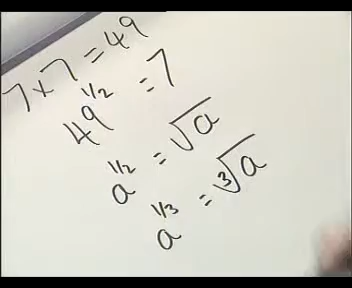 7 × 7 = 49
49^{1/2} = 7
a^{1/2} = √a
a^{1/3} = ∛a